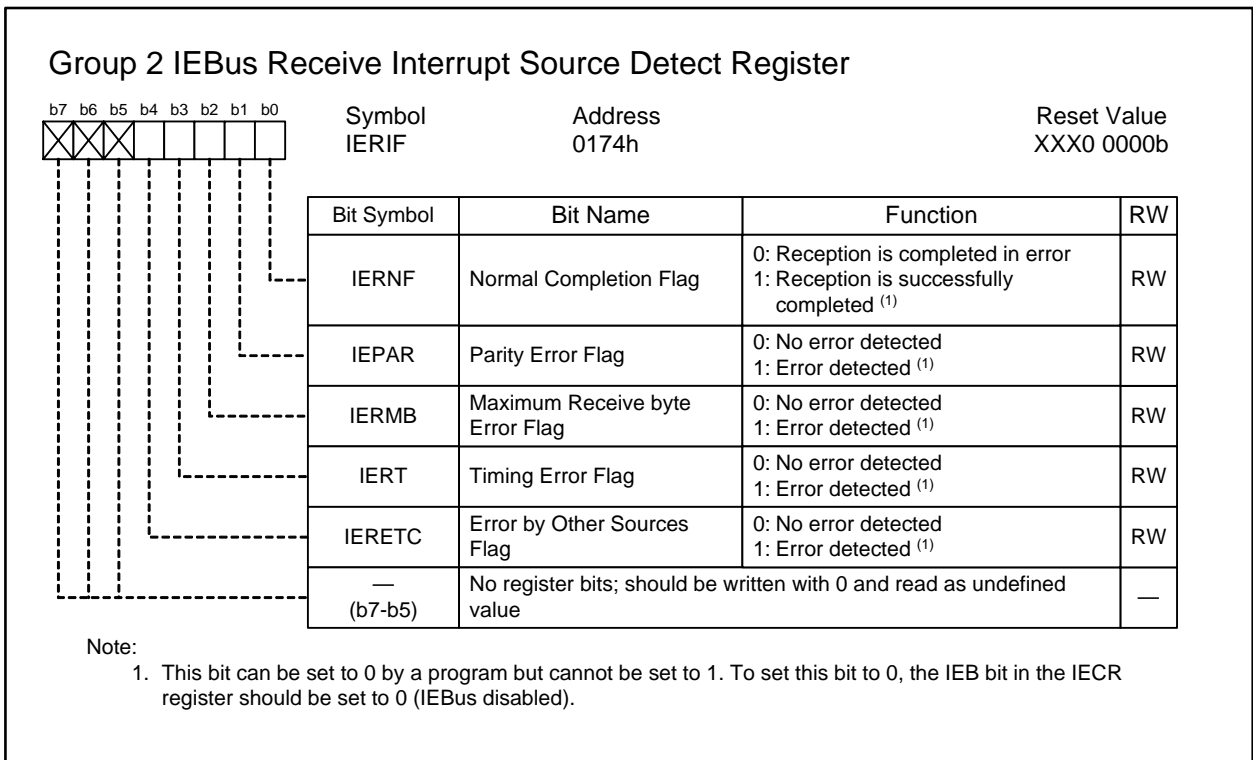 Group 2 IEBus Receive Interrupt Source Detect Register
b7 b6 b5 b4 b3 b2 b1 b0
Symbol Address Reset Value
IERIF 0174h XXX0 0000b
Bit Symbol Bit Name Function RW
IERNF Normal Completion Flag 0: Reception is completed in error RW
1: Reception is successfully
completed (1)
IEPAR Parity Error Flag 0: No error detected RW
1: Error detected (1)
IERMB Maximum Receive byte 0: No error detected RW
Error Flag 1: Error detected (1)
IERT Timing Error Flag 0: No error detected RW
1: Error detected (1)
IERETC Error by Other Sources 0: No error detected RW
Flag 1: Error detected (1)
— No register bits; should be written with 0 and read as undefined —
(b7-b5) value
Note:
1. This bit can be set to 0 by a program but cannot be set to 1. To set this bit to 0, the IEB bit in the IECR
register should be set to 0 (IEBus disabled).